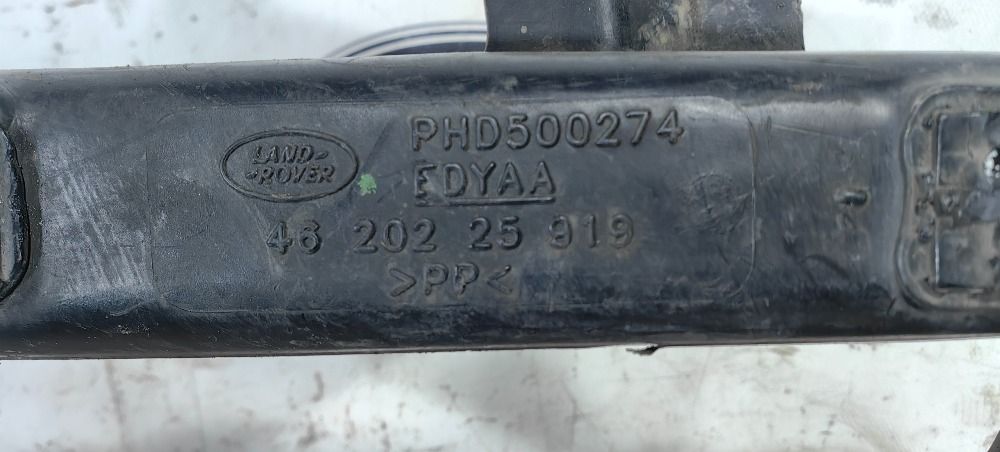 LAND-
-ROVER
PHD500274
EDYAA
46 202 25 919
>PP<